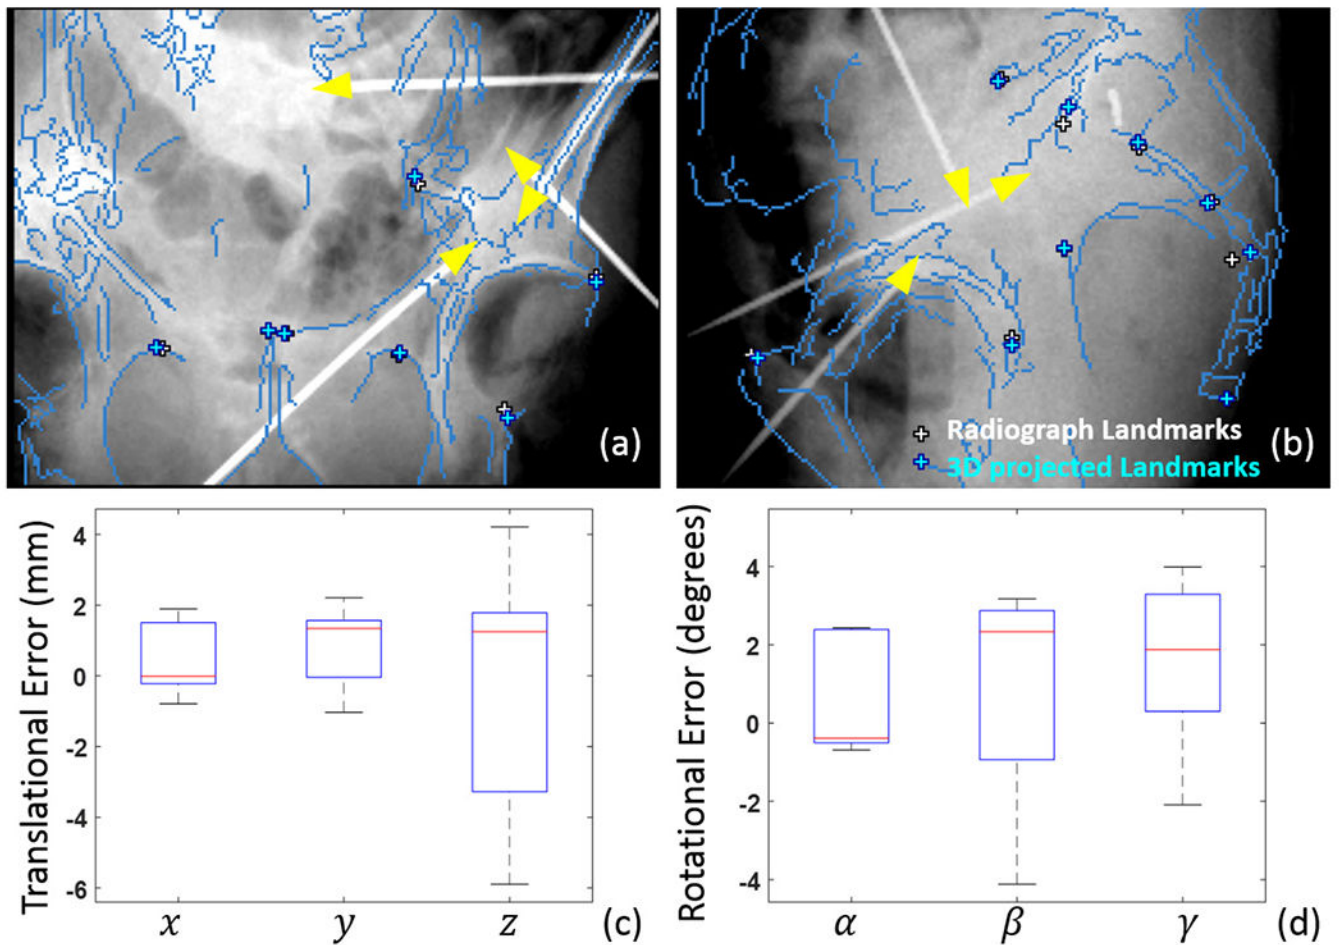 (a)
Radiograph Landmarks
3D projected Landmarks
(b)
Translational Error (mm)
4
2
0
-2
-4
-6
x
y
z
(c)
Rotational Error (degrees)
4
2
0
-2
-4
α
β
γ
(d)